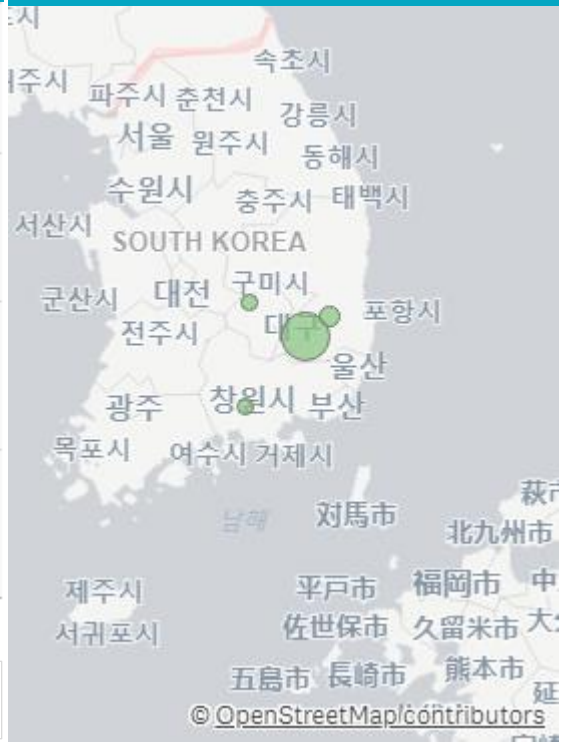 속초시
파주시 춘천시
강릉시
서울 원주시
동해시
수원시
충주시 태백시
서산시
SOUTH KOREA
구미시
군산시 대전
포항시
전주시 대구
울산
광주 창원시 부산
목포시 여수시 거제시
対馬市
남해
北九州市
제주시 平戸市 福岡市
서귀포시 佐世保市 久留米市
五島市 長崎市 熊本市
© OpenStreetMap contributors